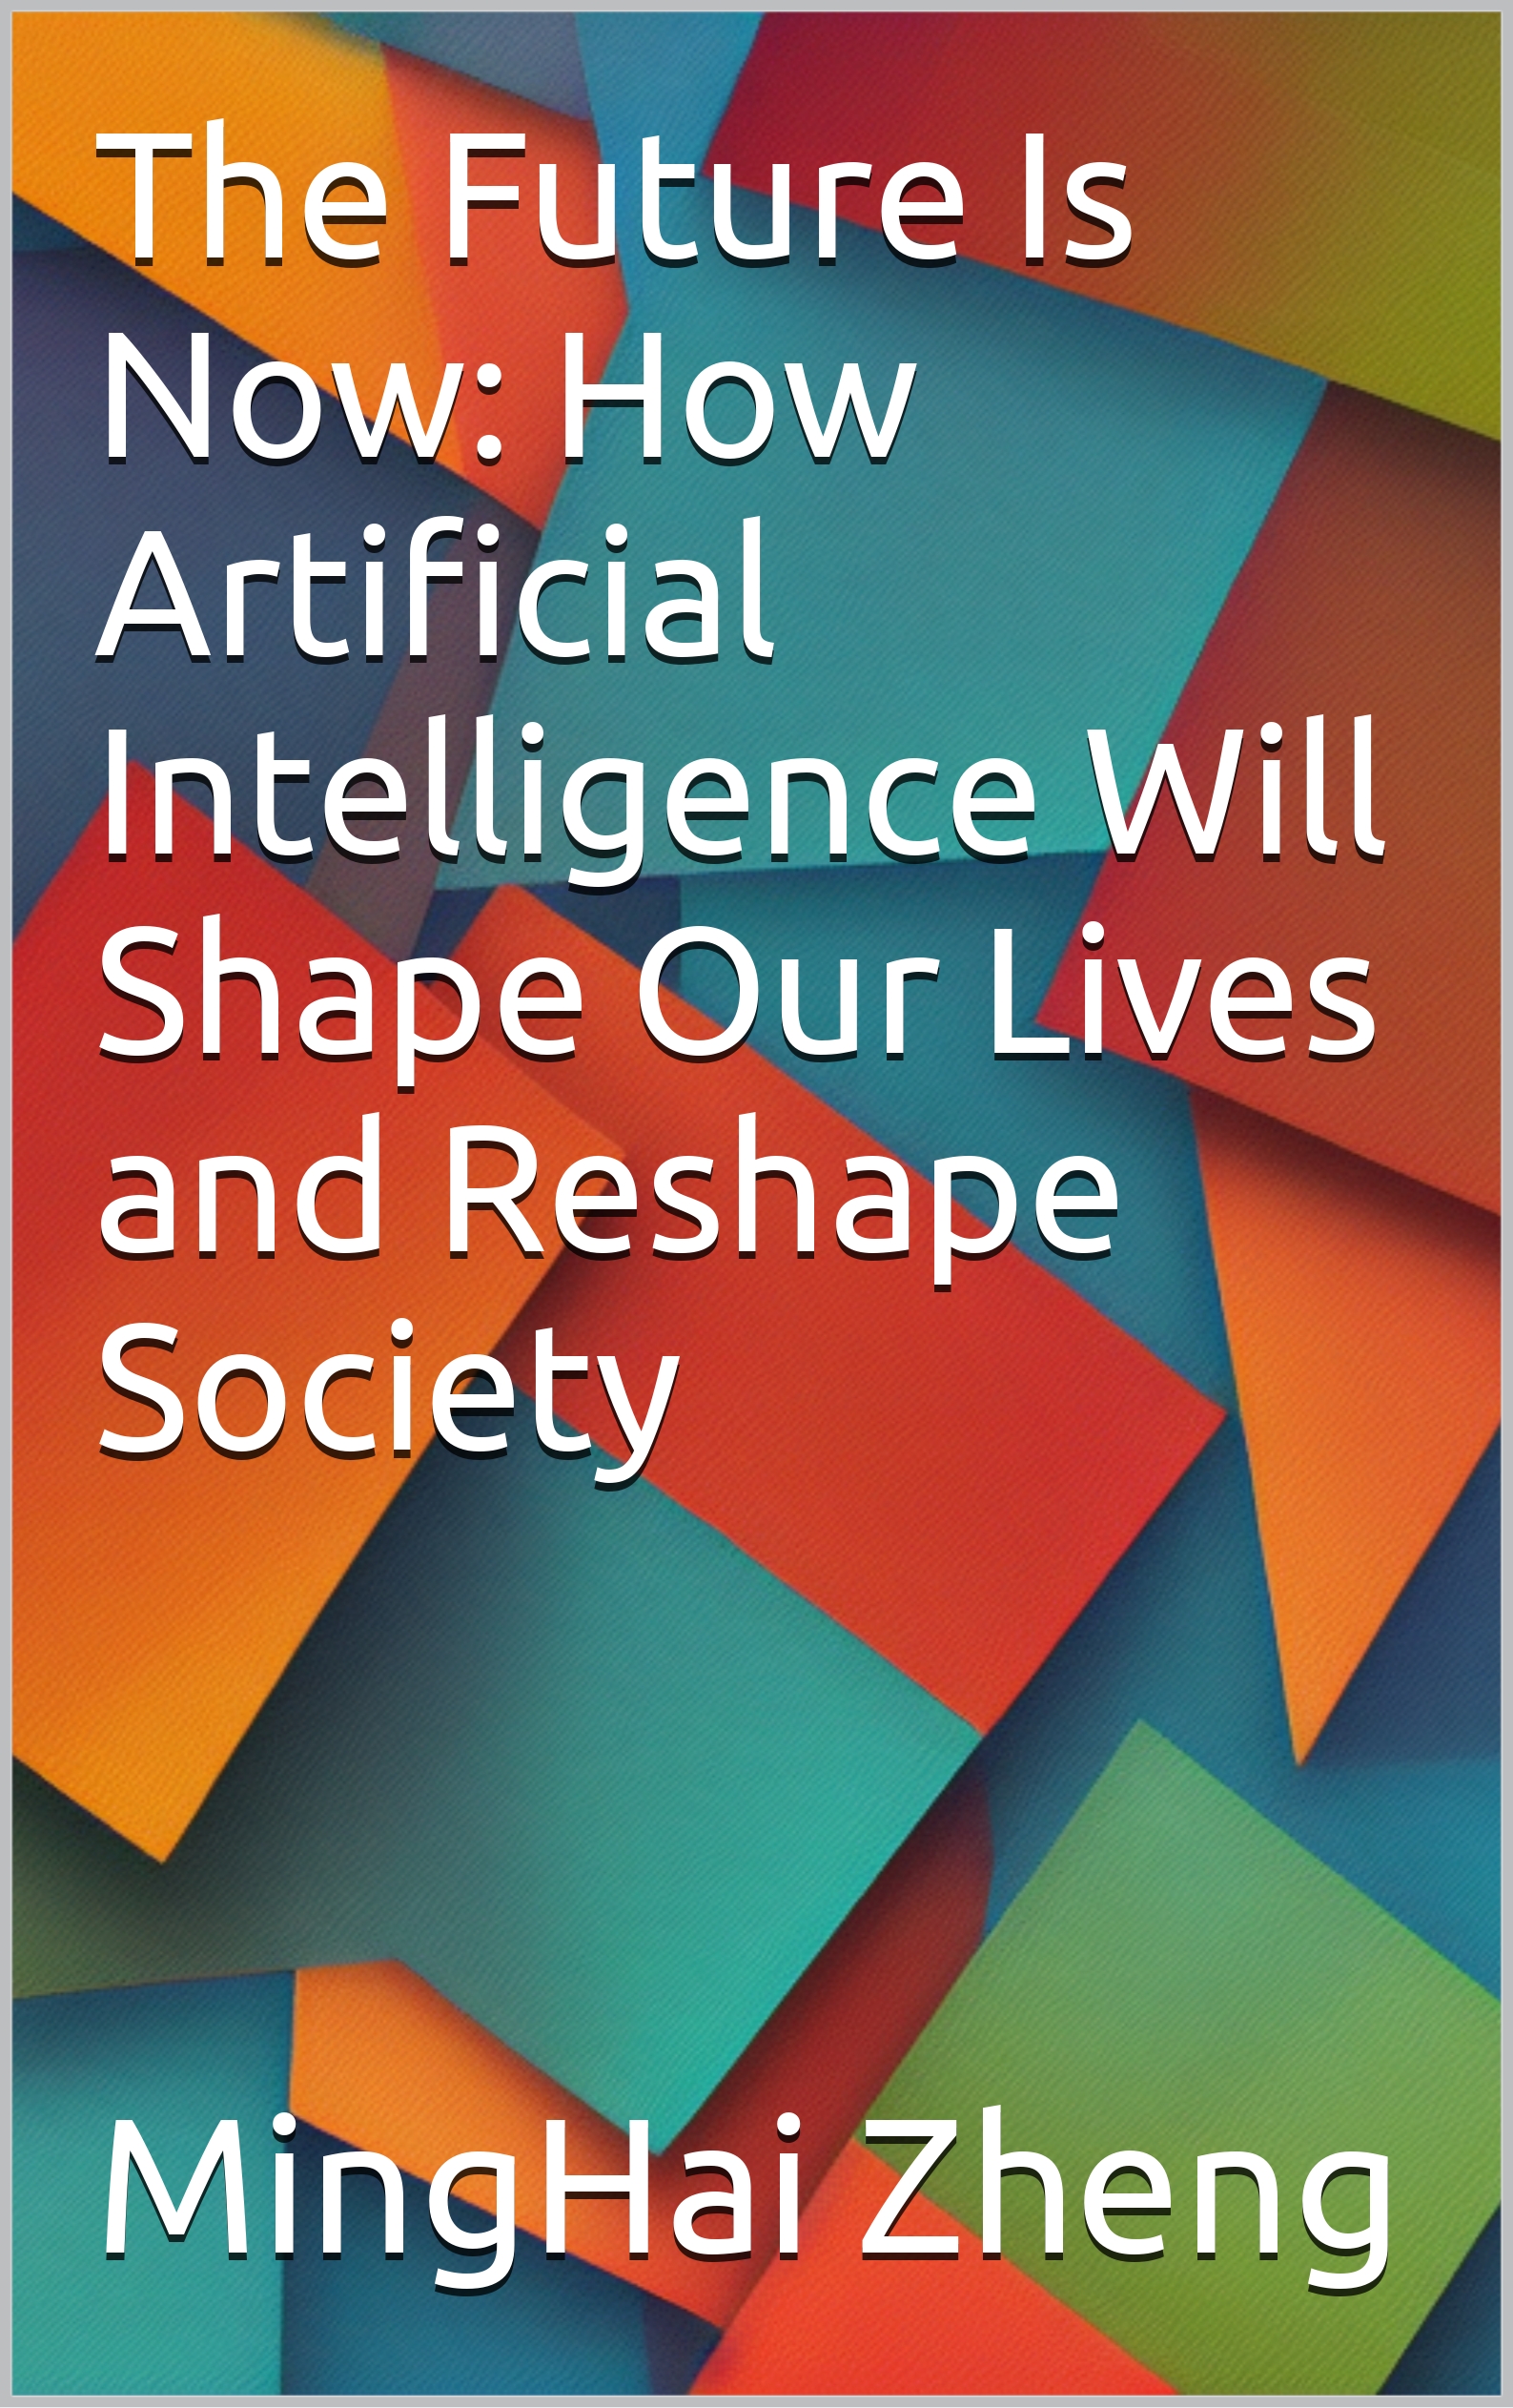 The Future Is
Now: How
Artificial
Intelligence Will
Shape Our Lives
and Reshape
Society
MingHai Zheng